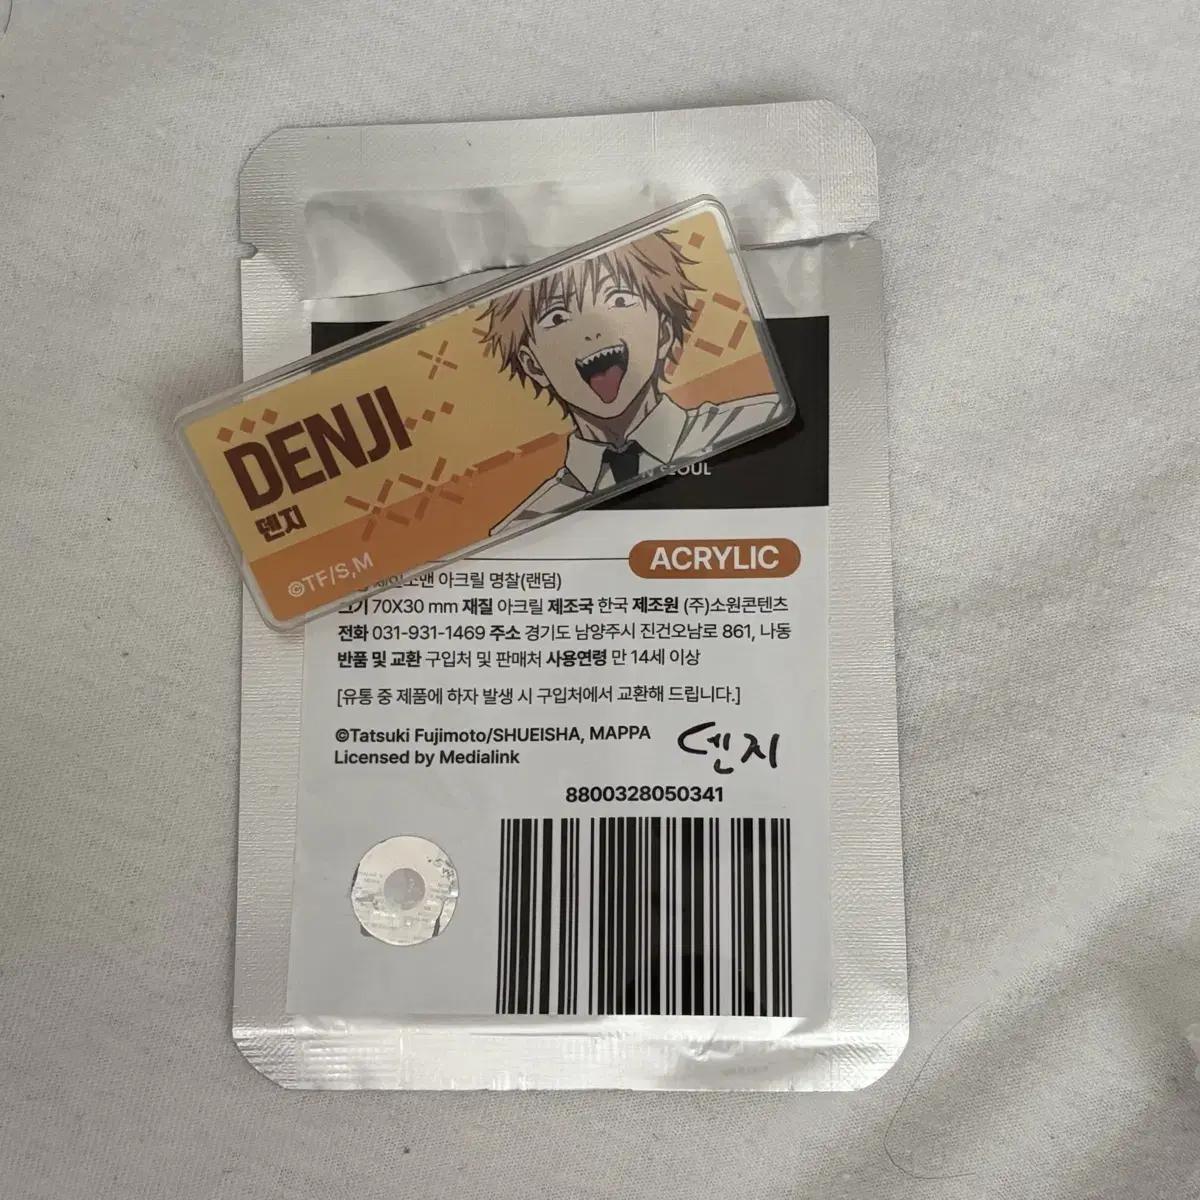 DENJI
덴지
©TF/S,M
SEOUL
ACRYLIC
아크릴 명찰(랜덤)
크기 70X30 mm 재질 아크릴 제조국 한국 제조원 (주)소원콘텐츠
전화 031-931-1469 주소 경기도 남양주시 진건오남로 861, 나동
반품 및 교환 구입처 및 판매처 사용연령 만 14세 이상
[유통 중 제품에 하자 발생 시 구입처에서 교환해 드립니다.]
©Tatsuki Fujimoto/SHUEISHA, MAPPA
Licensed by Medialink
덴지
8800328050341